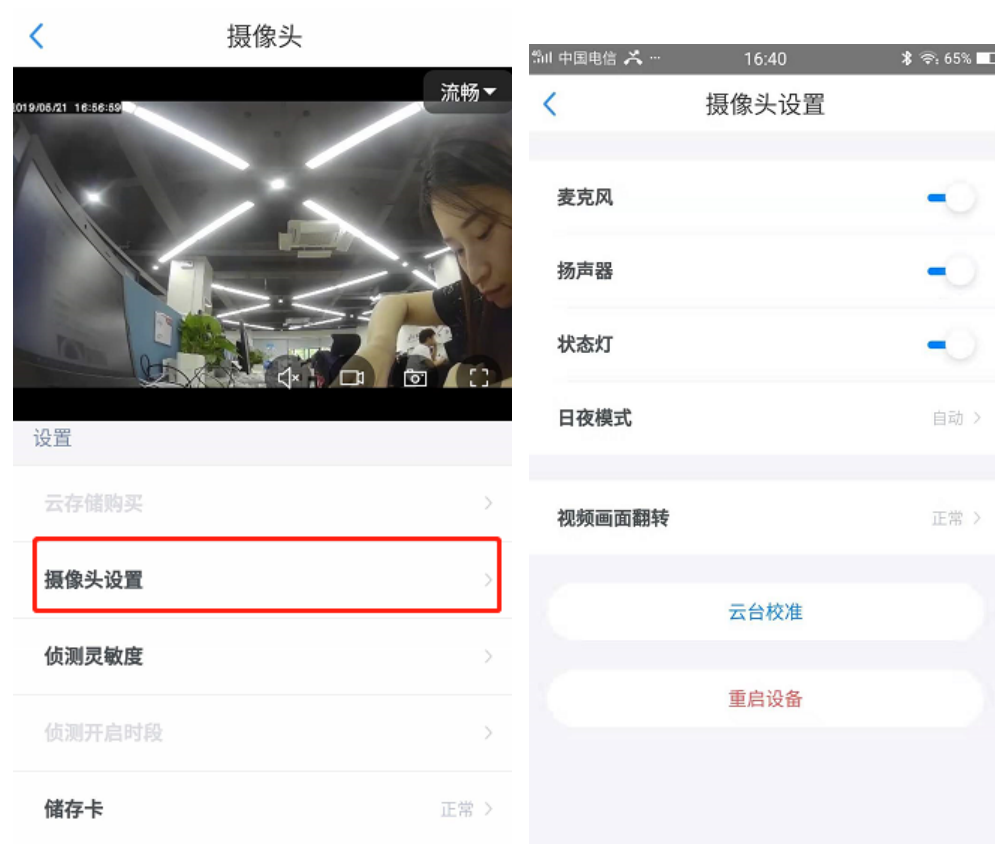 摄像头
流畅
019/05/21 16:56:59
设置
云存储购买
摄像头设置
侦测灵敏度
侦测开启时段
储存卡 正常
中国电信 ... 16:40 65%
摄像头设置
麦克风
扬声器
状态灯
日夜模式 自动
视频画面翻转 正常
云台校准
重启设备